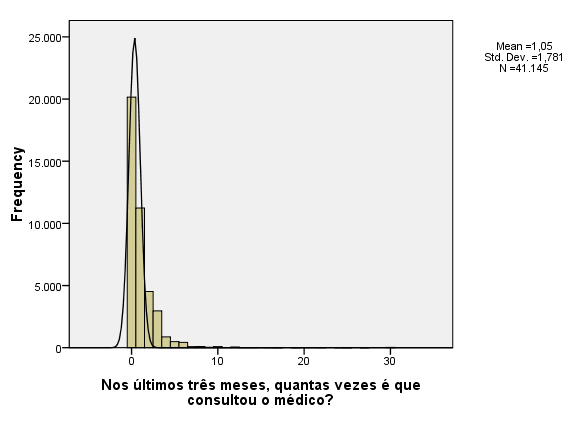 25.000
20.000
15.000
10.000
5.000
0
Frequency
0
10
20
30
Nos últimos três meses, quantas vezes é que
consultou o médico?
Mean =1,05
Std. Dev. =1,781
N =41.145